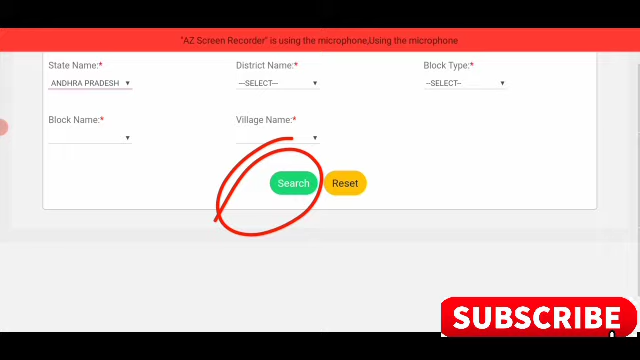 "AZ Screen Recorder" is using the microphone,Using the microphone
State Name:* District Name:* Block Type:*
ANDHRA PRADESH ---SELECT--- --SELECT--
Block Name:* Village Name:*
Search Reset
SUBSCRIBE